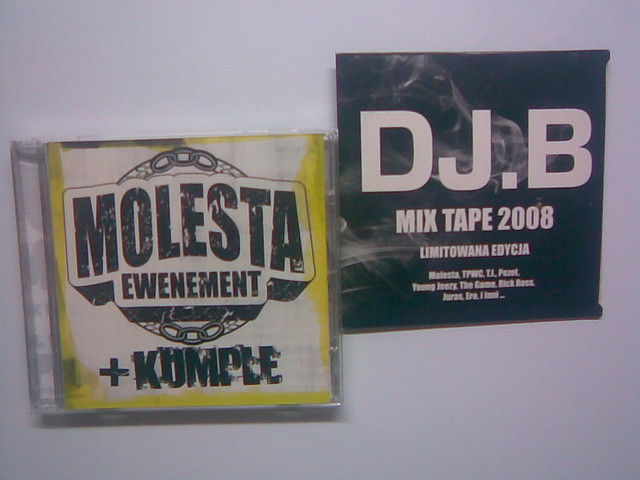 MOLESTA
EWENEMENT
+ KUMPLE
DJ.B
MIX TAPE 2008
LIMITOWANA EDYCJA
Molesta, TPWC, T.I., Pezet,
Young Jeezy, The Game, Rick Ross,
Juras, Ero, i inni ...